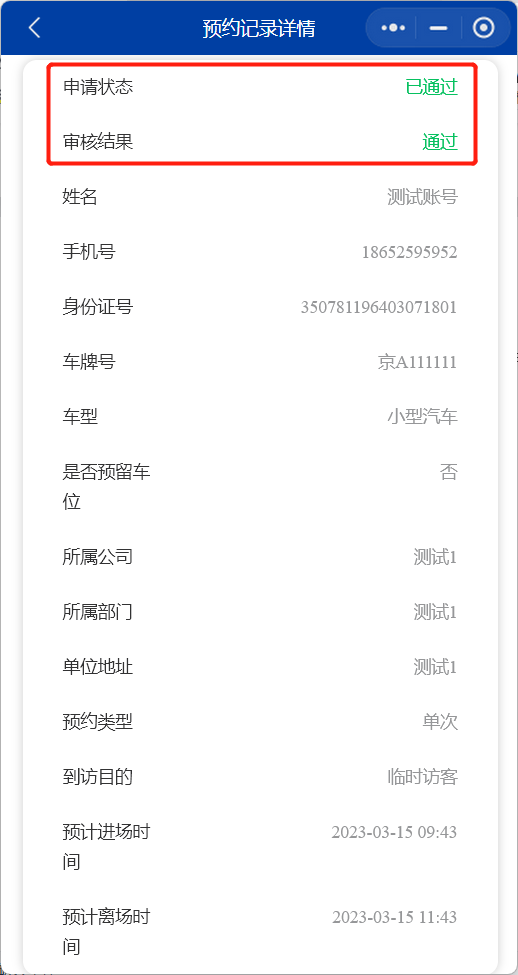 预约记录详情
申请状态 已通过
审核结果 通过
姓名 测试账号
手机号 18652595952
身份证号 350781196403071801
车牌号 京A111111
车型 小型汽车
是否预留车 否
位
所属公司 测试1
所属部门 测试1
单位地址 测试1
预约类型 单次
到访目的 临时访客
预计进场时 2023-03-15 09:43
间
预计离场时 2023-03-15 11:43
间